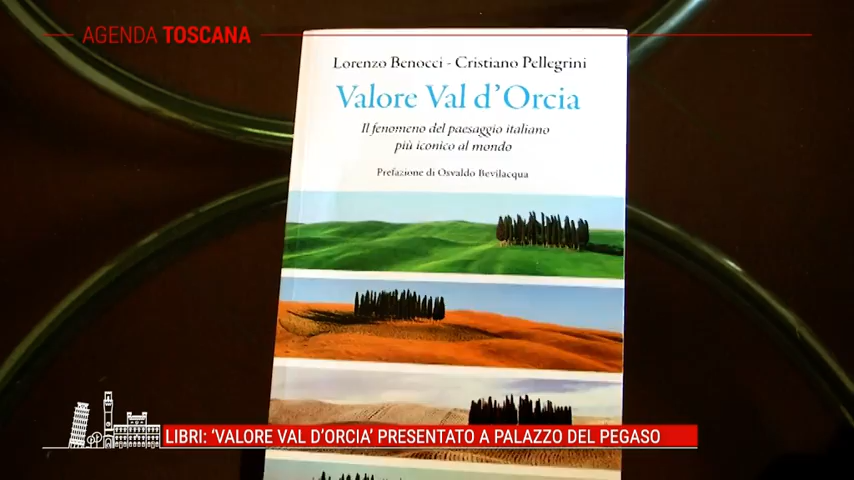 AGENDA TOSCANA
Lorenzo Benocci - Cristiano Pellegrini
Valore Val d'Orcia
Il fenomeno del paesaggio italiano
più iconico al mondo
Prefazione di Osvaldo Bevilacqua
LIBRI: ‘VALORE VAL D’ORCIA’ PRESENTATO A PALAZZO DEL PEGASO